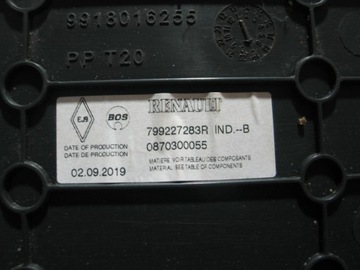 9918016255
PP T20
BOS
RENAULT
799227283R IND.--B
0870300055
DATE OF PRODUCTION
DATE DE PRODUCTION
02.09.2019
MATIERE VOIR TABLEAU DES COMPOSANTS
MATERIAL SEE TABLE OF COMPONENTS